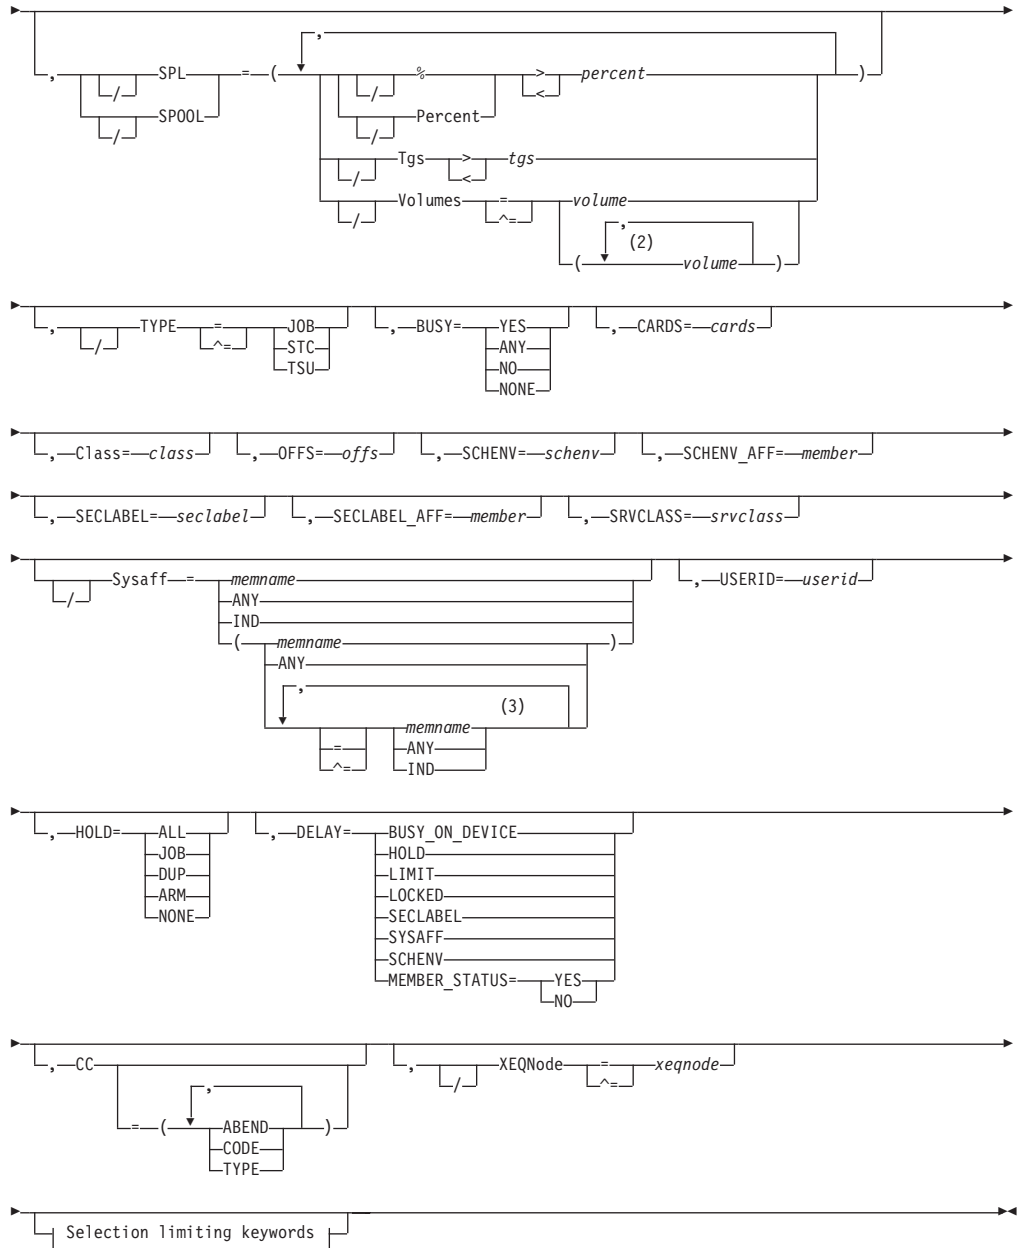 ,
, / SPL = ( / % > percent )
/ SPOOL / Percent <
/ Tgs > tgs
<
/ Volumes = volume
^= ,
(2)
( volume )
, / TYPE = JOB , BUSY= YES , CARDS= cards
^= STC ANY
TSU NO
NONE
, Class= class , OFFS= offs , SCHENV= schenv , SCHENV_AFF= member
, SECLABEL= seclabel , SECLABEL_AFF= member , SRVCLASS= srvclass
/ Sysaff = memname , USERID= userid
ANY
IND
( memname )
ANY
,
(3)
memname
= ANY
^= IND
, HOLD= ALL , DELAY= BUSY_ON_DEVICE
JOB HOLD
DUP LIMIT
ARM LOCKED
NONE SECLABEL
SYSAFF
SCHENV
MEMBER_STATUS= YES
NO
, CC , / XEQNode = xeqnode
, ^=
= ( ABEND )
CODE
TYPE
Selection limiting keywords